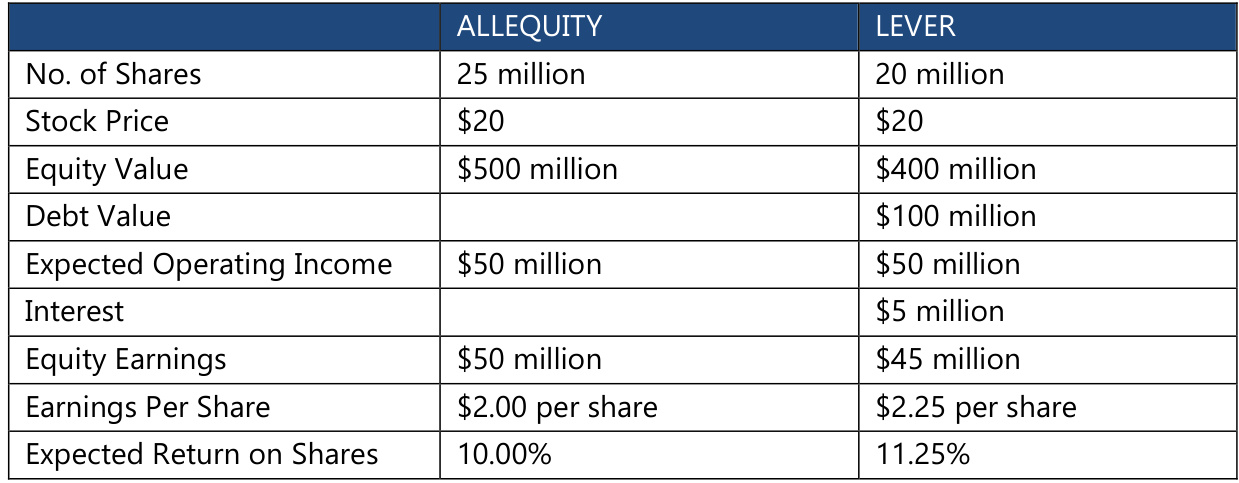 ALLEQUITY LEVER
No. of Shares 25 million 20 million
Stock Price $20 $20
Equity Value $500 million $400 million
Debt Value $100 million
Expected Operating Income $50 million $50 million
Interest $5 million
Equity Earnings $50 million $45 million
Earnings Per Share $2.00 per share $2.25 per share
Expected Return on Shares 10.00% 11.25%